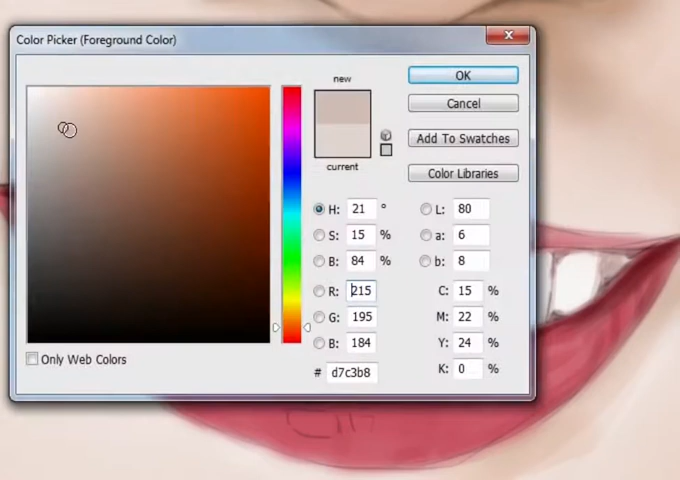 Color Picker (Foreground Color)
new
current
OK
Cancel
Add To Swatches
Color Libraries
H: 21 °
S: 15 %
B: 84 %
R: 215
G: 195
B: 184
# d7c3b8
L: 80
a: 6
b: 8
C: 15 %
M: 22 %
Y: 24 %
K: 0 %
Only Web Colors